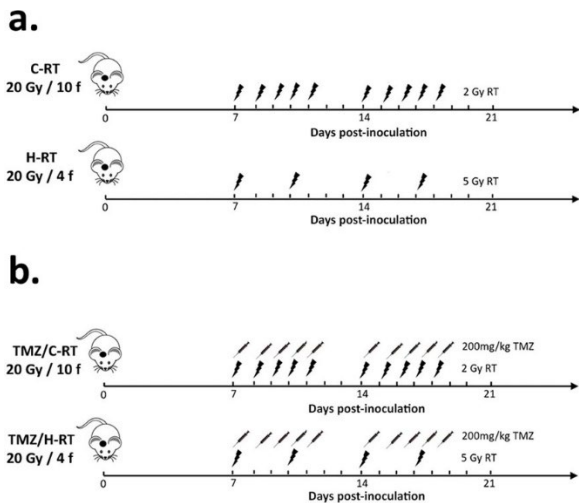 a.
C-RT
20 Gy / 10 f
2 Gy RT
0 7 14 21
Days post-inoculation
H-RT
20 Gy / 4 f
5 Gy RT
0 7 14 21
Days post-inoculation
b.
TMZ/C-RT
20 Gy / 10 f
200mg/kg TMZ
2 Gy RT
0 7 14 21
Days post-inoculation
TMZ/H-RT
20 Gy / 4 f
200mg/kg TMZ
5 Gy RT
0 7 14 21
Days post-inoculation